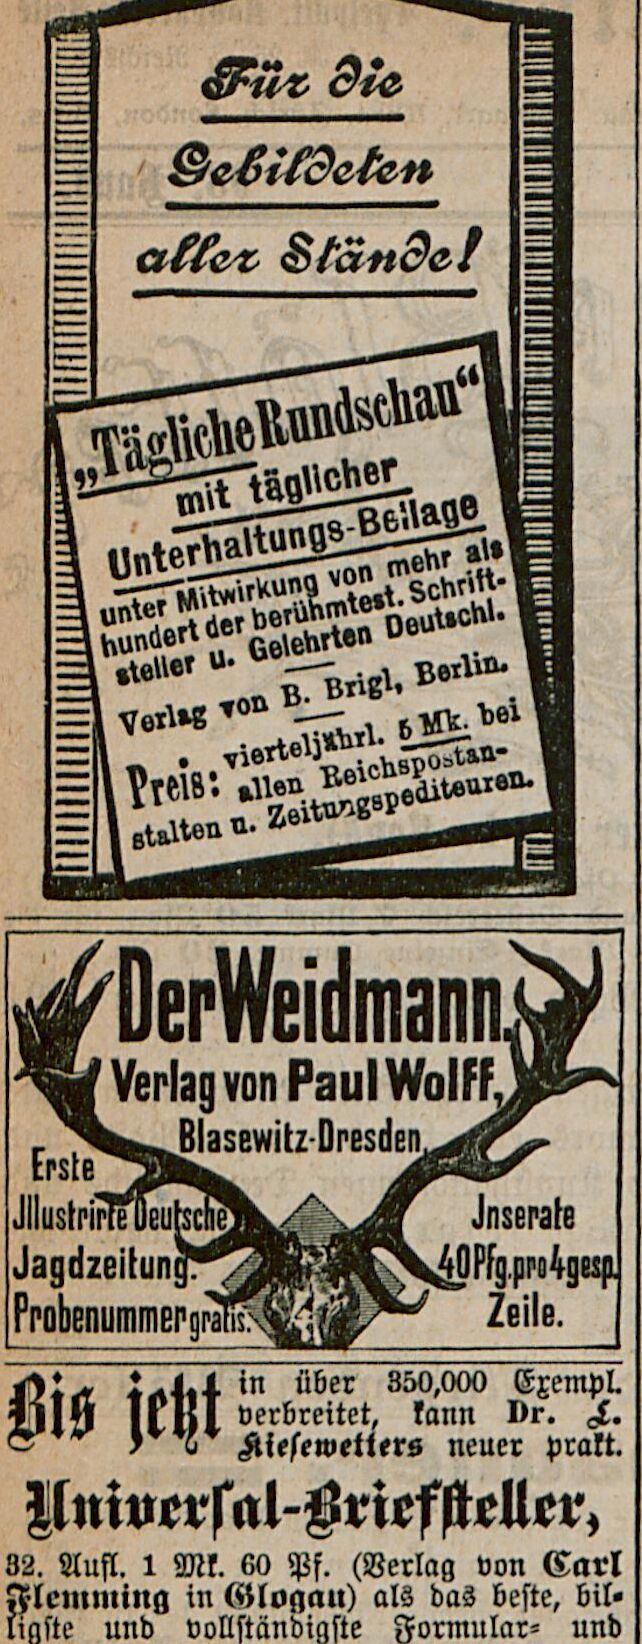 Für die
Gebildeten
aller Stände!
„Tägliche Rundschau“
mit täglicher
Unterhaltungs-Beilage
unter Mitwirkung von mehr als
hundert der berühmtest. Schrift-
steller u. Gelehrten Deutschl.
Verlag von B. Brigl, Berlin.
Preis: vierteljährl. 5 Mk. bei
allen Reichspostan-
stalten u. Zeitungspediteuren.
Der Weidmann.
Verlag von Paul Wolff,
Blasewitz-Dresden,
Erste
Jllustrirte Deutsche
Jagdzeitung.
Probenummer gratis.
Jnserate
40 Pfg. pro 4 gesp.
Zeile.
Bis jetzt in über 350,000 Exempl.
verbreitet, kann Dr. L.
Kiesewetters neuer prakt.
Universal-Briefsteller,
32. Aufl. 1 Mk. 60 Pf. (Verlag von Carl
Flemming in Glogau) als das beste, bil-
ligste und vollständigste Formular- und